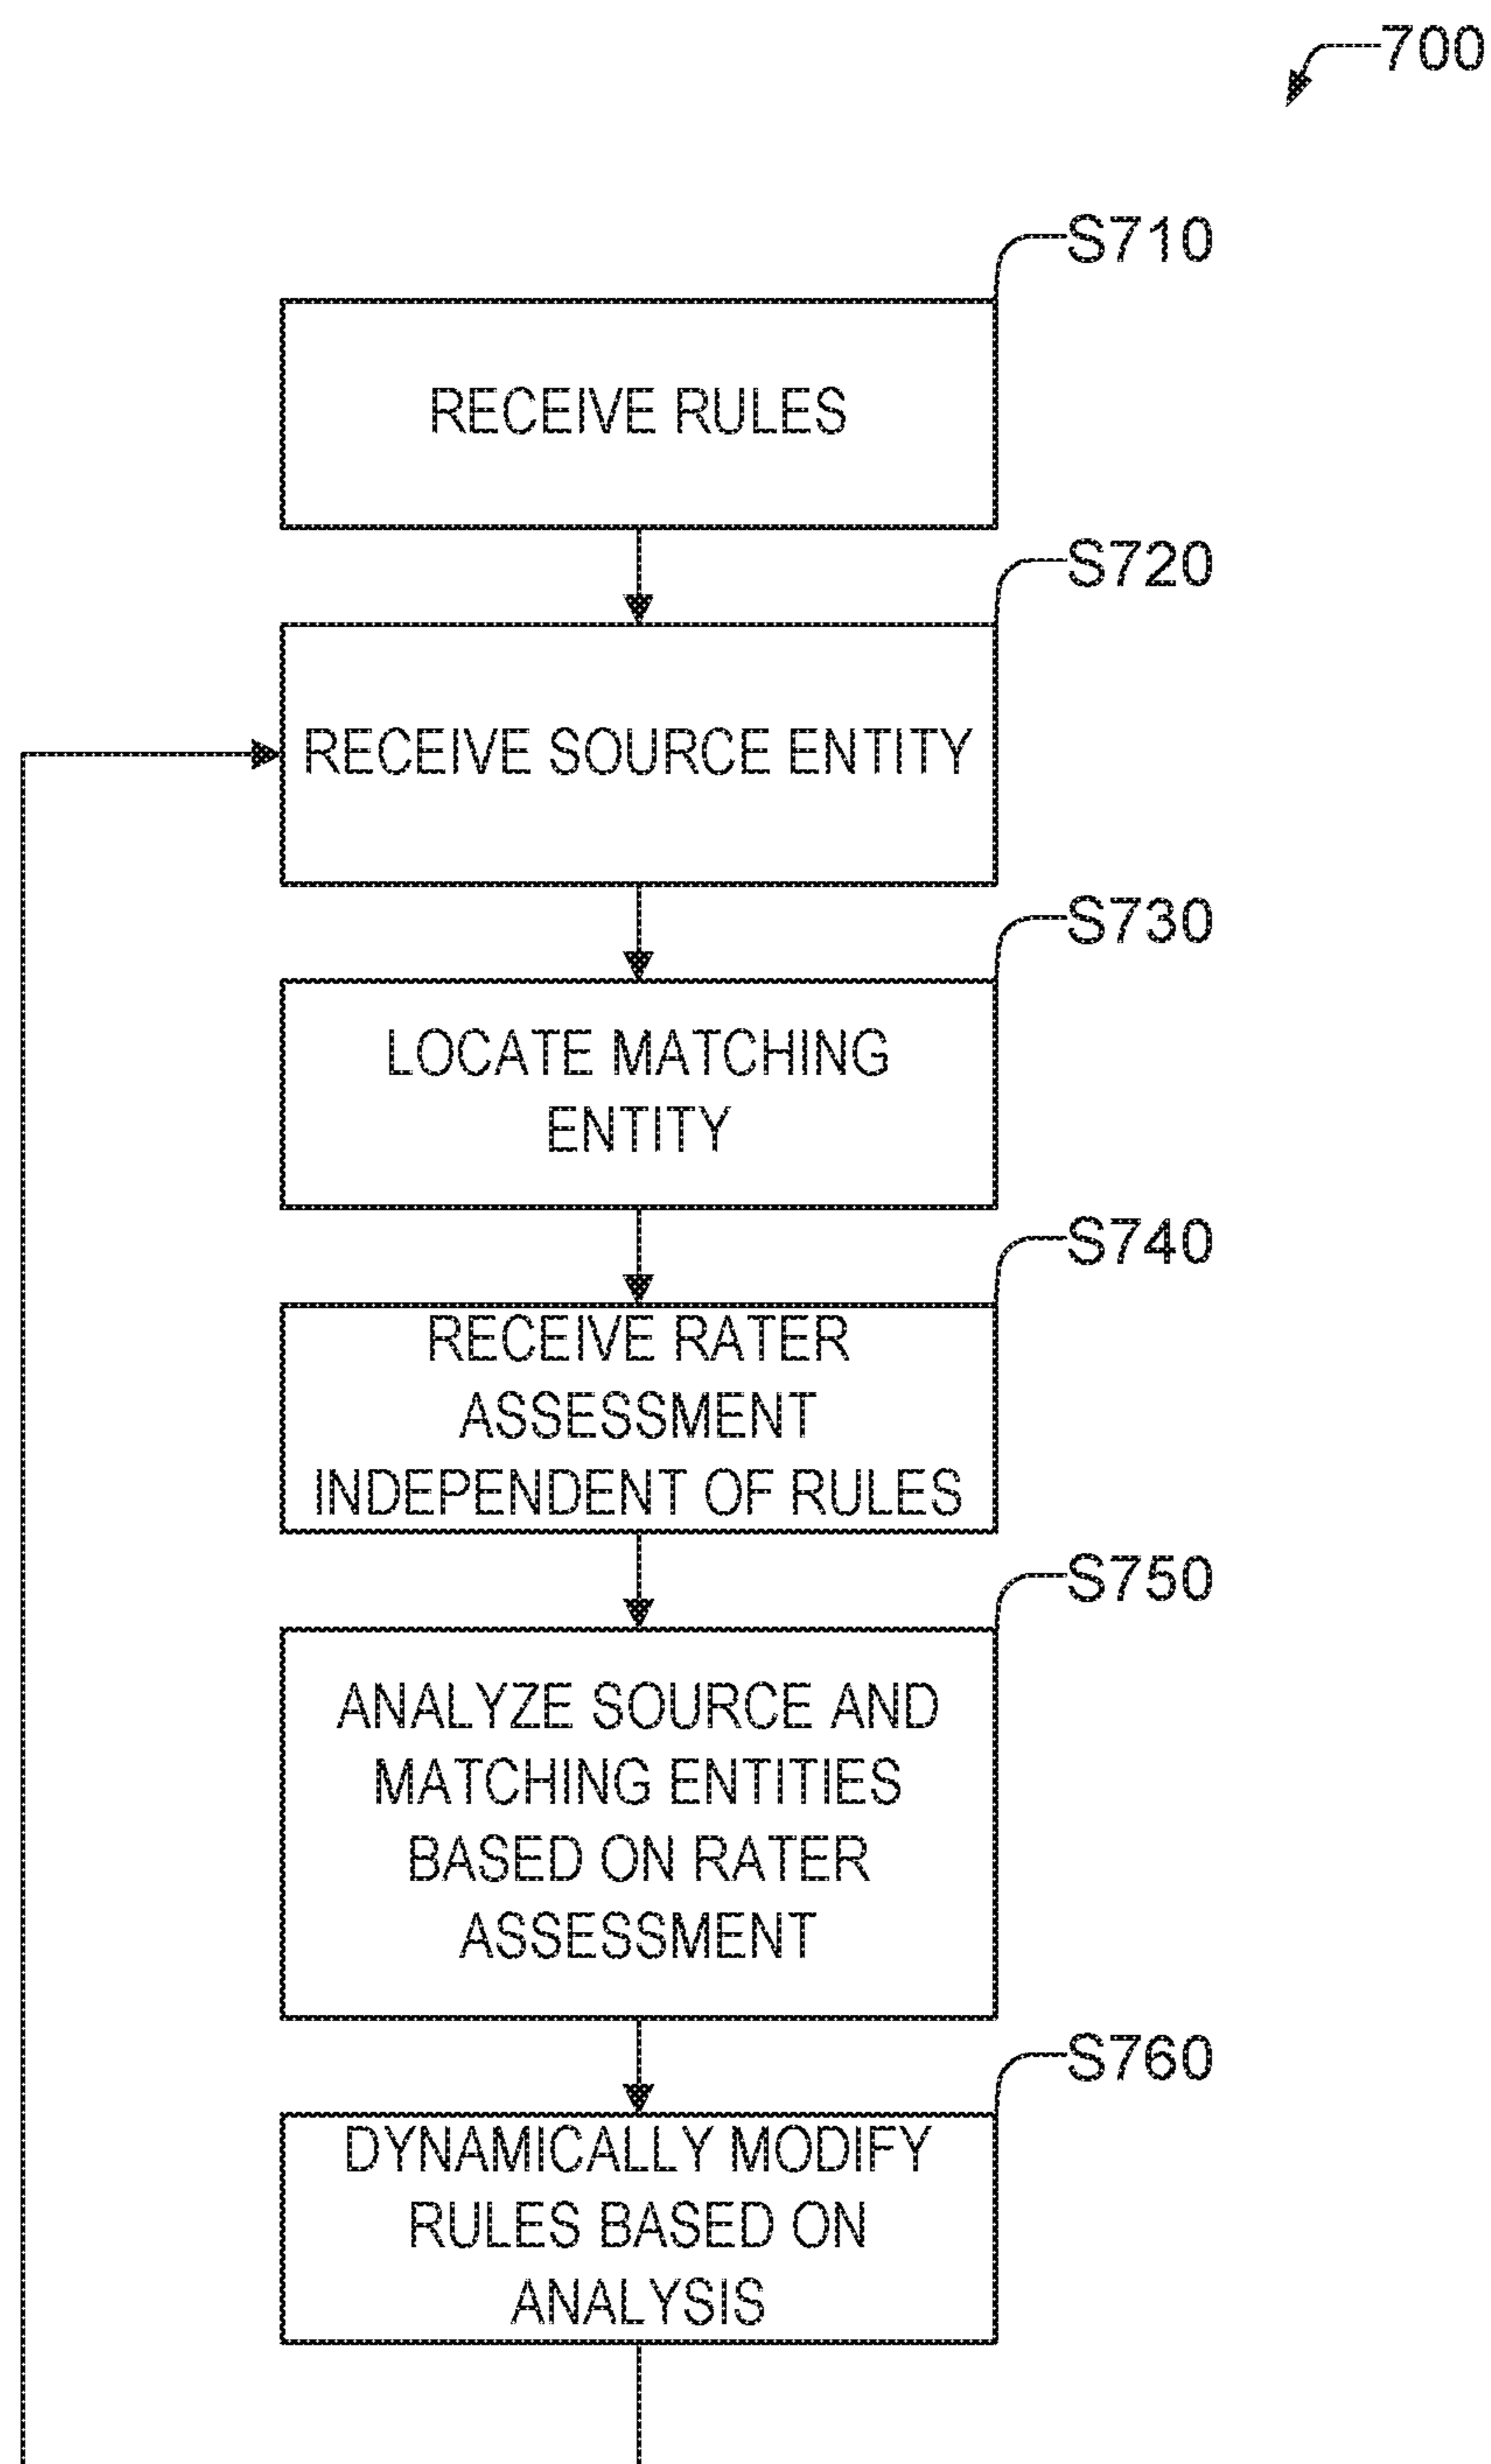 700
S710
RECEIVE RULES
S720
RECEIVE SOURCE ENTITY
S730
LOCATE MATCHING
ENTITY
S740
RECEIVE RATER
ASSESSMENT
INDEPENDENT OF RULES
S750
ANALYZE SOURCE AND
MATCHING ENTITIES
BASED ON RATER
ASSESSMENT
S760
DYNAMICALLY MODIFY
RULES BASED ON
ANALYSIS